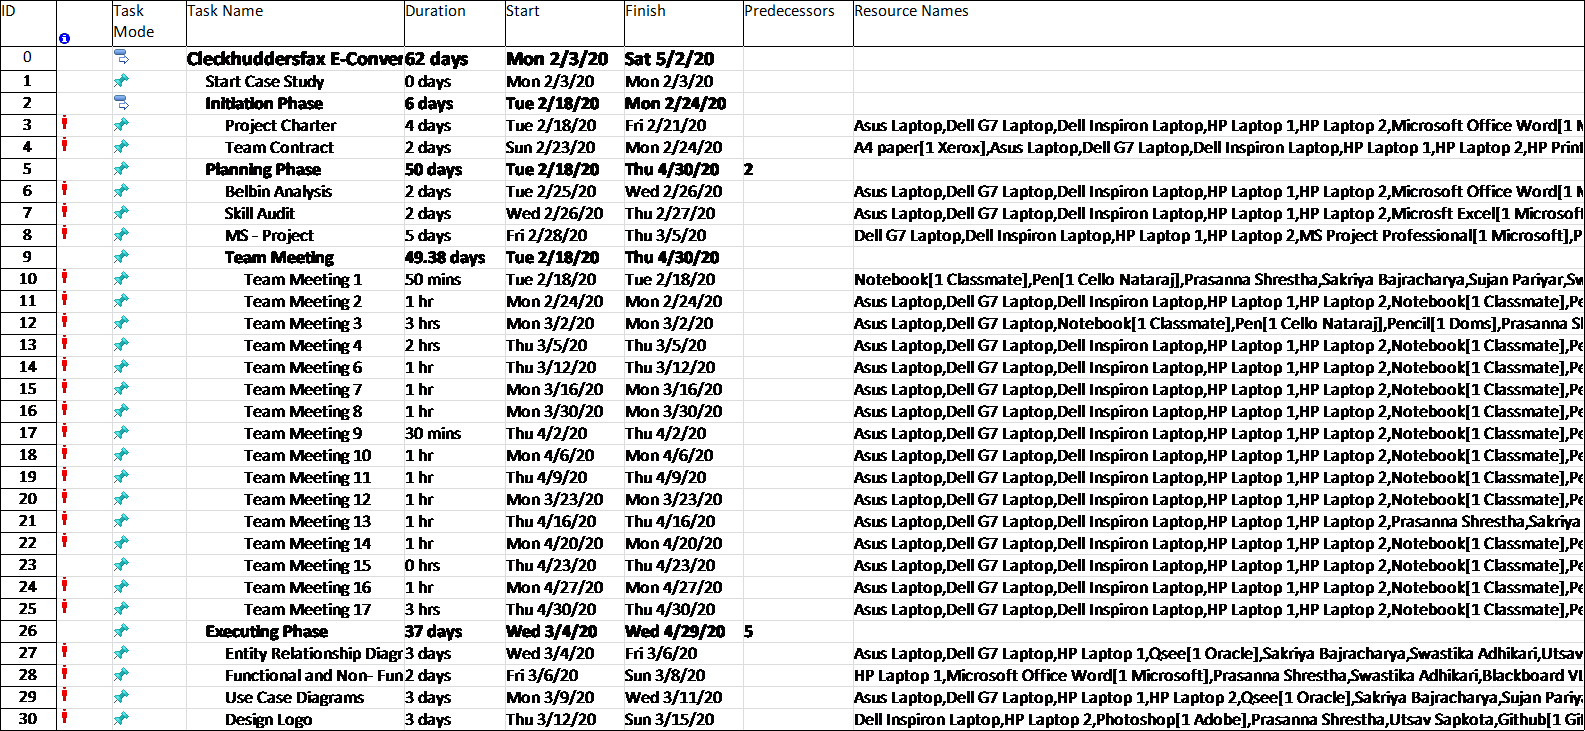 ID Task Mode Task Name Duration Start Finish Predecessors Resource Names
0 Cleckhuddersfax E-Conver 62 days Mon 2/3/20 Sat 5/2/20
1 Start Case Study 0 days Mon 2/3/20 Mon 2/3/20
2 Initiation Phase 6 days Tue 2/18/20 Mon 2/24/20
3 Project Charter 4 days Tue 2/18/20 Fri 2/21/20 Asus Laptop,Dell G7 Laptop,Dell Inspiron Laptop,HP Laptop 1,HP Laptop 2,Microsoft Office Word[1 M
4 Team Contract 2 days Sun 2/23/20 Mon 2/24/20 A4 paper[1 Xerox],Asus Laptop,Dell G7 Laptop,Dell Inspiron Laptop,HP Laptop 1,HP Laptop 2,HP Print
5 Planning Phase 50 days Tue 2/18/20 Thu 4/30/20 2
6 Belbin Analysis 2 days Tue 2/25/20 Wed 2/26/20 Asus Laptop,Dell G7 Laptop,Dell Inspiron Laptop,HP Laptop 1,HP Laptop 2,Microsoft Office Word[1 M
7 Skill Audit 2 days Wed 2/26/20 Thu 2/27/20 Asus Laptop,Dell G7 Laptop,Dell Inspiron Laptop,HP Laptop 1,HP Laptop 2,Microsft Excel[1 Microsof
8 MS - Project 5 days Fri 2/28/20 Thu 3/5/20 Dell G7 Laptop,Dell Inspiron Laptop,HP Laptop 1,HP Laptop 2,MS Project Professional[1 Microsoft],P
9 Team Meeting 49.38 days Tue 2/18/20 Thu 4/30/20
10 Team Meeting 1 50 mins Tue 2/18/20 Tue 2/18/20 Notebook[1 Classmate],Pen[1 Cello Nataraj],Prasanna Shrestha,Sakriya Bajracharya,Sujan Pariyar,Sw
11 Team Meeting 2 1 hr Mon 2/24/20 Mon 2/24/20 Asus Laptop,Dell G7 Laptop,Dell Inspiron Laptop,HP Laptop 1,HP Laptop 2,Notebook[1 Classmate],Pe
12 Team Meeting 3 3 hrs Mon 3/2/20 Mon 3/2/20 Asus Laptop,Dell G7 Laptop,Notebook[1 Classmate],Pen[1 Cello Nataraj],Pencil[1 Doms],Prasanna Sh
13 Team Meeting 4 2 hrs Thu 3/5/20 Thu 3/5/20 Asus Laptop,Dell G7 Laptop,Dell Inspiron Laptop,HP Laptop 1,HP Laptop 2,Notebook[1 Classmate],Pe
14 Team Meeting 6 1 hr Thu 3/12/20 Thu 3/12/20 Asus Laptop,Dell G7 Laptop,Dell Inspiron Laptop,HP Laptop 1,HP Laptop 2,Notebook[1 Classmate],Pe
15 Team Meeting 7 1 hr Mon 3/16/20 Mon 3/16/20 Asus Laptop,Dell G7 Laptop,Dell Inspiron Laptop,HP Laptop 1,HP Laptop 2,Notebook[1 Classmate],Pe
16 Team Meeting 8 1 hr Mon 3/30/20 Mon 3/30/20 Asus Laptop,Dell G7 Laptop,Dell Inspiron Laptop,HP Laptop 1,HP Laptop 2,Notebook[1 Classmate],Pe
17 Team Meeting 9 30 mins Thu 4/2/20 Thu 4/2/20 Asus Laptop,Dell G7 Laptop,Dell Inspiron Laptop,HP Laptop 1,HP Laptop 2,Notebook[1 Classmate],Pe
18 Team Meeting 10 1 hr Mon 4/6/20 Mon 4/6/20 Asus Laptop,Dell G7 Laptop,Dell Inspiron Laptop,HP Laptop 1,HP Laptop 2,Notebook[1 Classmate],Pe
19 Team Meeting 11 1 hr Thu 4/9/20 Thu 4/9/20 Asus Laptop,Dell G7 Laptop,Dell Inspiron Laptop,HP Laptop 1,HP Laptop 2,Notebook[1 Classmate],Pe
20 Team Meeting 12 1 hr Mon 3/23/20 Mon 3/23/20 Asus Laptop,Dell G7 Laptop,Dell Inspiron Laptop,HP Laptop 1,HP Laptop 2,Notebook[1 Classmate],Pe
21 Team Meeting 13 1 hr Thu 4/16/20 Thu 4/16/20 Asus Laptop,Dell G7 Laptop,Dell Inspiron Laptop,HP Laptop 1,HP Laptop 2,Prasanna Shrestha,Sakriya
22 Team Meeting 14 1 hr Mon 4/20/20 Mon 4/20/20 Asus Laptop,Dell G7 Laptop,Dell Inspiron Laptop,HP Laptop 1,HP Laptop 2,Notebook[1 Classmate],Pe
23 Team Meeting 15 0 hrs Thu 4/23/20 Thu 4/23/20 Asus Laptop,Dell G7 Laptop,Dell Inspiron Laptop,HP Laptop 1,HP Laptop 2,Notebook[1 Classmate],Pe
24 Team Meeting 16 1 hr Mon 4/27/20 Mon 4/27/20 Asus Laptop,Dell G7 Laptop,Dell Inspiron Laptop,HP Laptop 1,HP Laptop 2,Notebook[1 Classmate],Pe
25 Team Meeting 17 3 hrs Thu 4/30/20 Thu 4/30/20 Asus Laptop,Dell G7 Laptop,Dell Inspiron Laptop,HP Laptop 1,HP Laptop 2,Notebook[1 Classmate],Pe
26 Executing Phase 37 days Wed 3/4/20 Wed 4/29/20 5
27 Entity Relationship Diagr 3 days Wed 3/4/20 Fri 3/6/20 Asus Laptop,Dell G7 Laptop,HP Laptop 1,Qsee[1 Oracle],Sakriya Bajracharya,Swastika Adhikari,Utsav
28 Functional and Non- Fun 2 days Fri 3/6/20 Sun 3/8/20 HP Laptop 1,Microsoft Office Word[1 Microsoft],Prasanna Shrestha,Swastika Adhikari,Blackboard VL
29 Use Case Diagrams 3 days Mon 3/9/20 Wed 3/11/20 Asus Laptop,Dell G7 Laptop,HP Laptop 1,HP Laptop 2,Qsee[1 Oracle],Sakriya Bajracharya,Sujan Pariya
30 Design Logo 3 days Thu 3/12/20 Sun 3/15/20 Dell Inspiron Laptop,HP Laptop 2,Photoshop[1 Adobe],Prasanna Shrestha,Utsav Sapkota,Github[1 Git